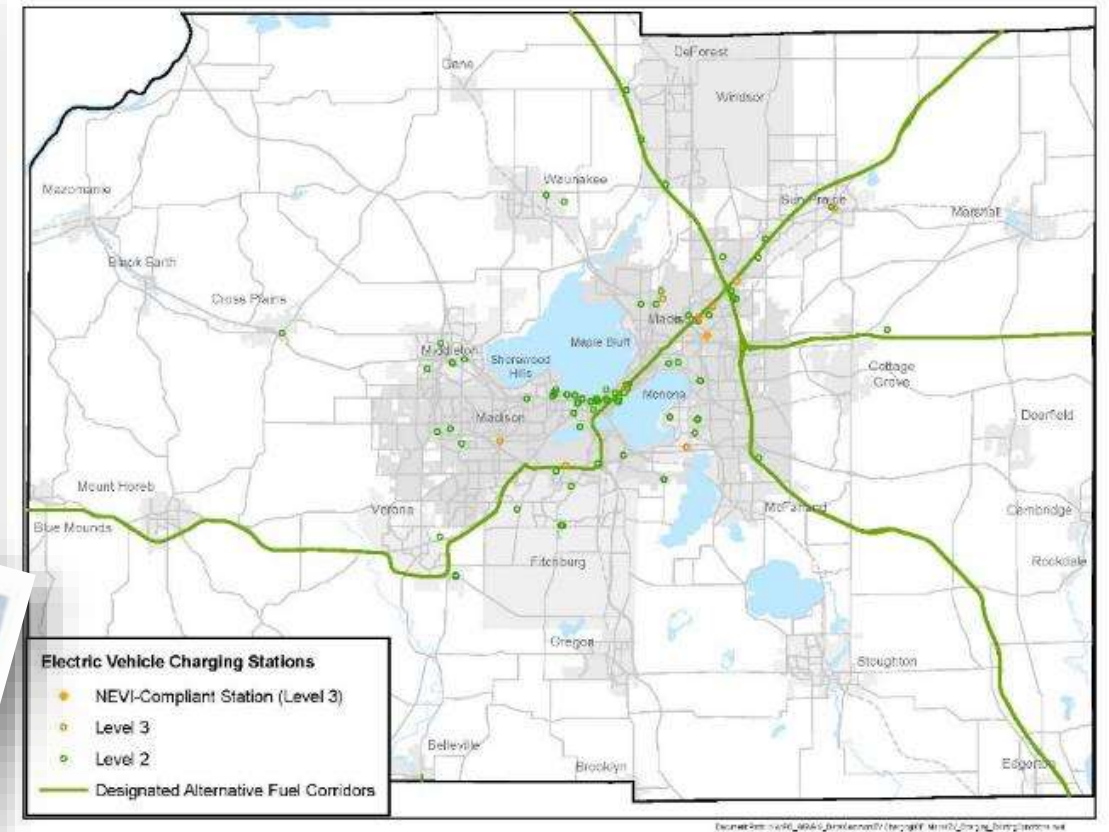 DeForest
Dane
Windsor
Waunakee
Mazomanie
Sun Prairie
Marshall
Black Earth
Cross Plains
Madison
Maple Bluff
Middleton
Shorewood
Hills
Cottage
Grove
Monona
Madison
Deerfield
Mount Horeb
Verona
McFarland
Cambridge
Blue Mounds
Fitchburg
Rockdale
Oregon
Stoughton
Electric Vehicle Charging Stations
NEVI-Compliant Station (Level 3)
Level 3
Level 2
Designated Alternative Fuel Corridors
Belleville
Brooklyn
Edgerton